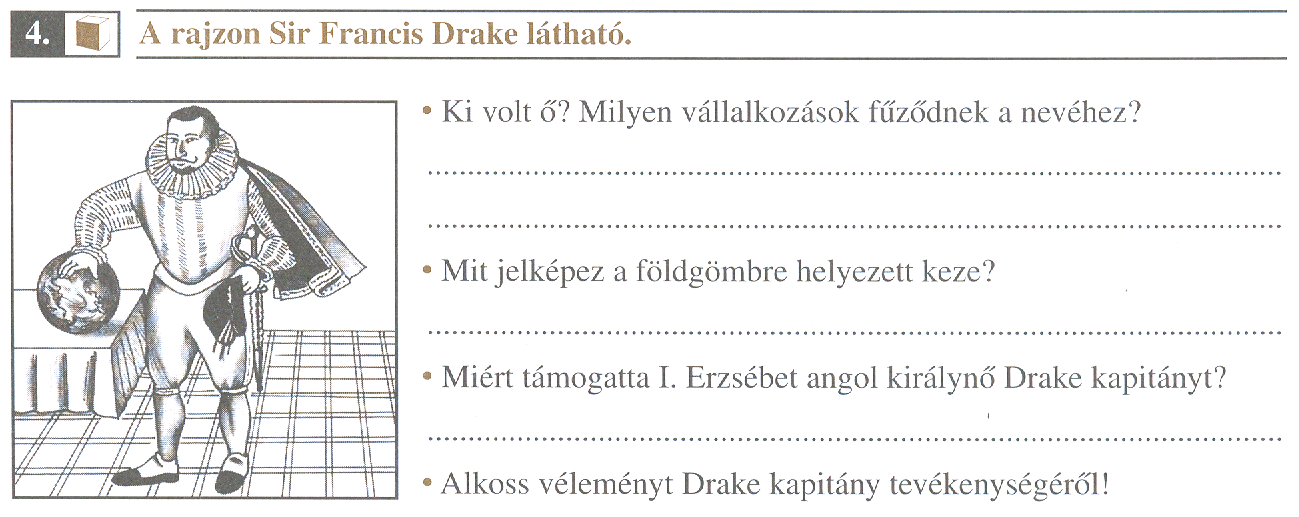 4. A rajzon Sir Francis Drake látható.
• Ki volt ő? Milyen vállalkozások fűződnek a nevéhez?
• Mit jelképez a földgömbre helyezett keze?
• Miért támogatta I. Erzsébet angol királynő Drake kapitányt?
• Alkoss véleményt Drake kapitány tevékenységéről!